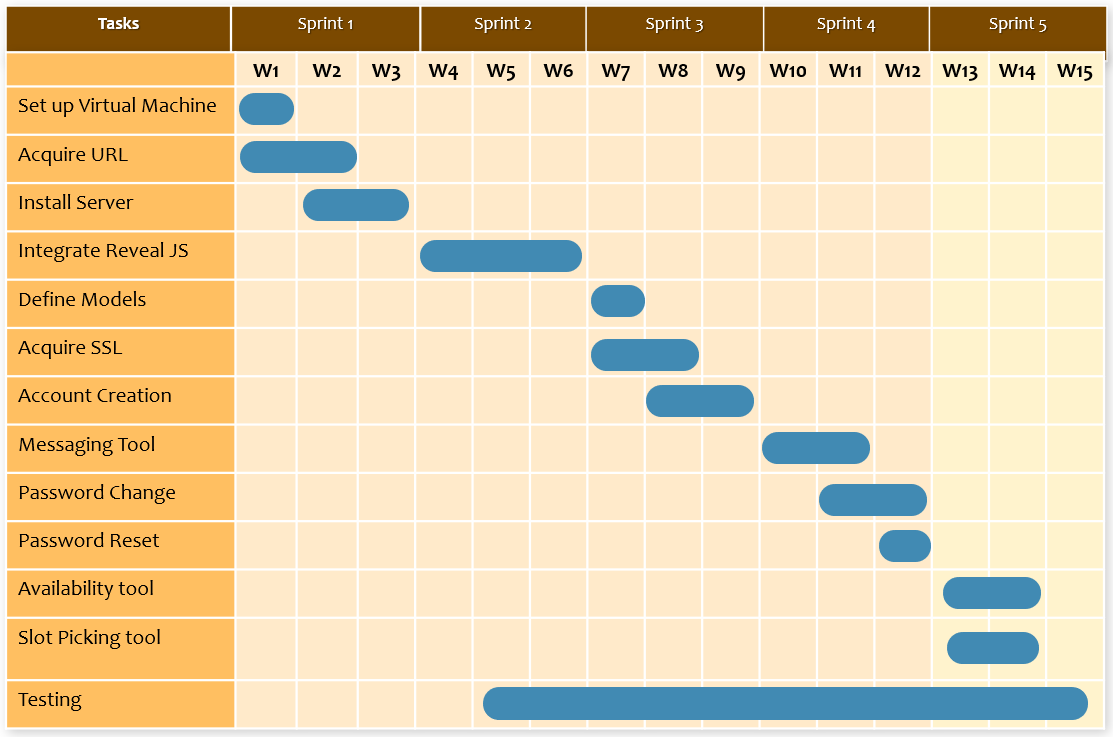 Tasks Sprint 1 Sprint 2 Sprint 3 Sprint 4 Sprint 5
W1 W2 W3 W4 W5 W6 W7 W8 W9 W10 W11 W12 W13 W14 W15
Set up Virtual Machine
Acquire URL
Install Server
Integrate Reveal JS
Define Models
Acquire SSL
Account Creation
Messaging Tool
Password Change
Password Reset
Availability tool
Slot Picking tool
Testing